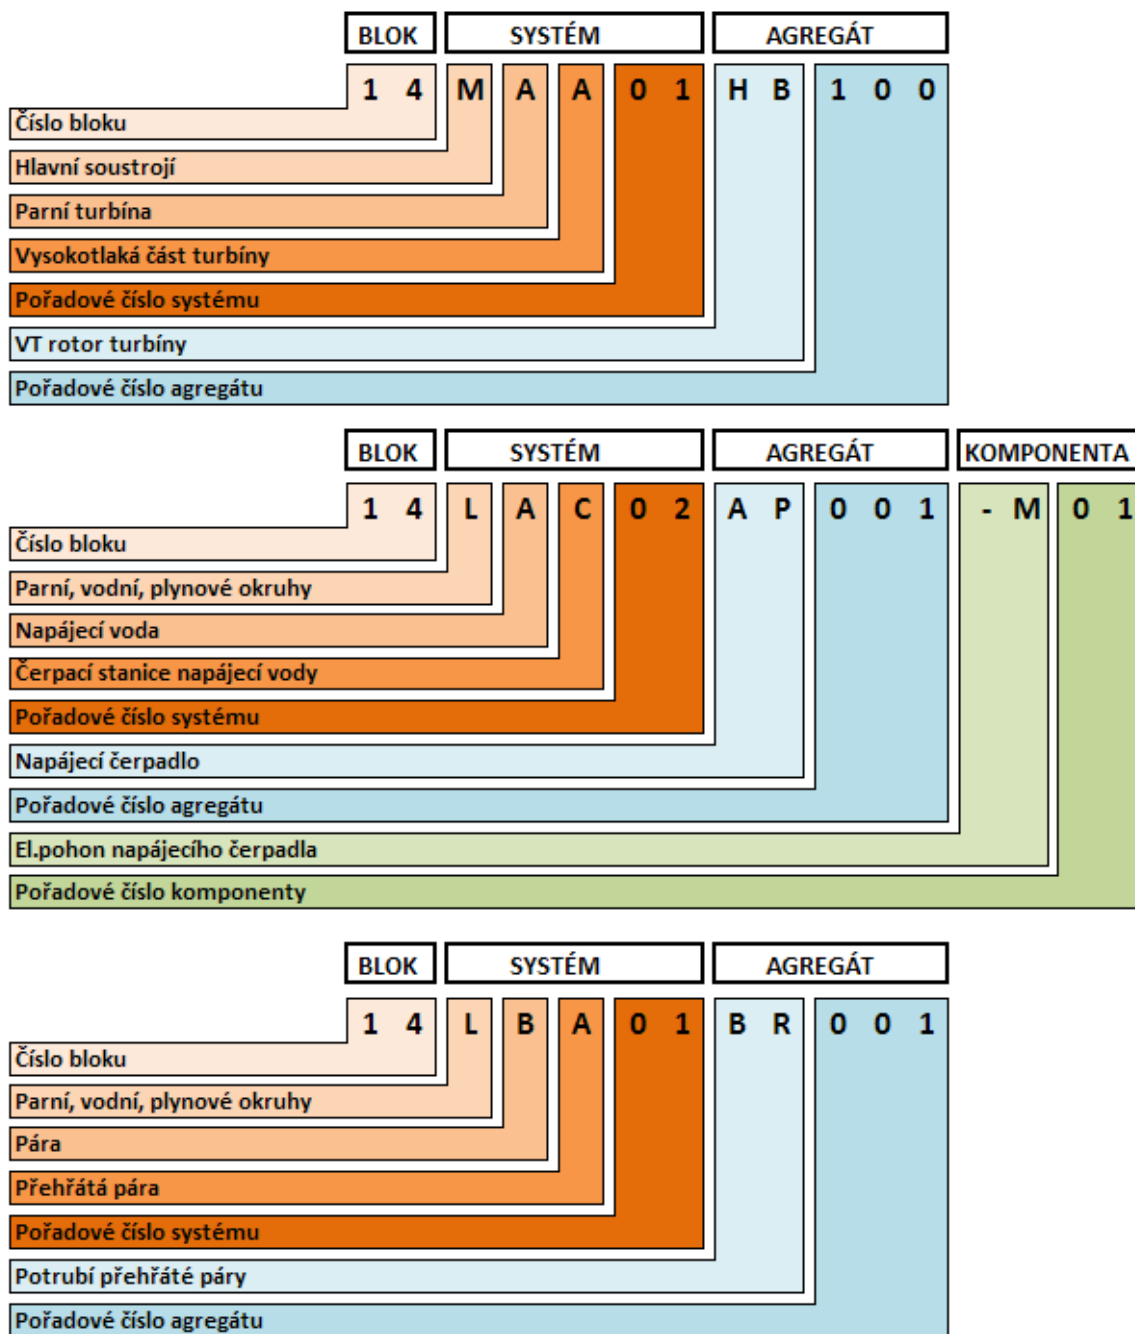 BLOK SYSTÉM AGREGÁT
1 4 M A A 0 1 H B 1 0 0
Číslo bloku
Hlavní soustrojí
Parní turbína
Vysokotlaká část turbíny
Pořadové číslo systému
VT rotor turbíny
Pořadové číslo agregátu
BLOK SYSTÉM AGREGÁT KOMPONENTA
1 4 L A C 0 2 A P 0 0 1 - M 0 1
Číslo bloku
Parní, vodní, plynové okruhy
Napájecí voda
Čerpací stanice napájecí vody
Pořadové číslo systému
Napájecí čerpadlo
Pořadové číslo agregátu
El.pohon napájecího čerpadla
Pořadové číslo komponenty
BLOK SYSTÉM AGREGÁT
1 4 L B A 0 1 B R 0 0 1
Číslo bloku
Parní, vodní, plynové okruhy
Pára
Přehřátá pára
Pořadové číslo systému
Potrubí přehřáté páry
Pořadové číslo agregátu